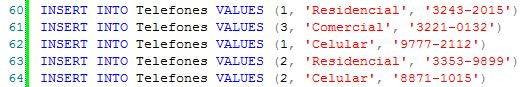 60 INSERT INTO Telefones VALUES (1, 'Residencial', '3243-2015')
61 INSERT INTO Telefones VALUES (3, 'Comercial', '3221-0132')
62 INSERT INTO Telefones VALUES (1, 'Celular', '9777-2112')
63 INSERT INTO Telefones VALUES (2, 'Residencial', '3353-9899')
64 INSERT INTO Telefones VALUES (2, 'Celular', '8871-1015')